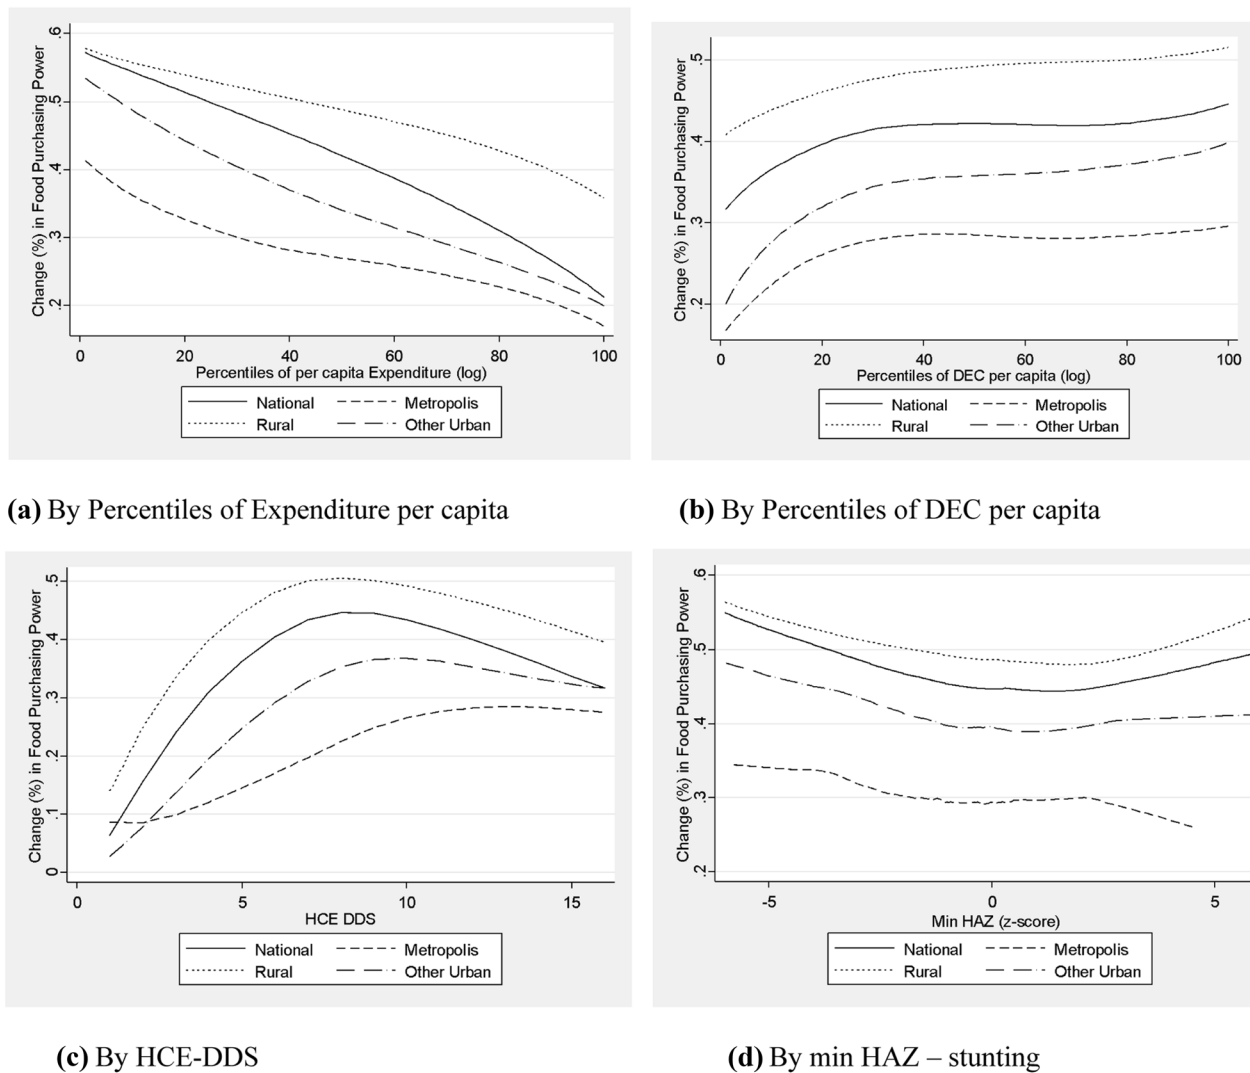 Change (%) in Food Purchasing Power
.6
.5
.4
.3
.2
0 20 40 60 80 100
Percentiles of per capita Expenditure (log)
National Metropolis
Rural Other Urban
(a) By Percentiles of Expenditure per capita
Change (%) in Food Purchasing Power
.5
.4
.3
.2
0 20 40 60 80 100
Percentiles of DEC per capita (log)
National Metropolis
Rural Other Urban
(b) By Percentiles of DEC per capita
Change (%) in Food Purchasing Power
.5
.4
.3
.2
.1
0
0 5 10 15
HCE DDS
National Metropolis
Rural Other Urban
(c) By HCE-DDS
Change (%) in Food Purchasing Power
.6
.5
.4
.3
.2
-5 0 5
Min HAZ (z-score)
National Metropolis
Rural Other Urban
(d) By min HAZ – stunting